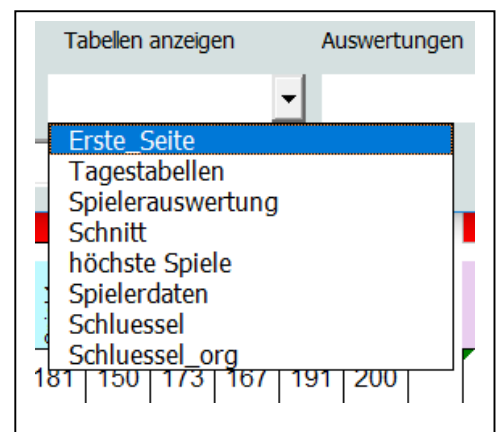 Tabellen anzeigen Auswertungen
Erste_Seite
Tagestabellen
Spielerauswertung
Schnitt
höchste Spiele
Spielerdaten
Schluessel
Schluessel_org
181 150 173 167 191 200